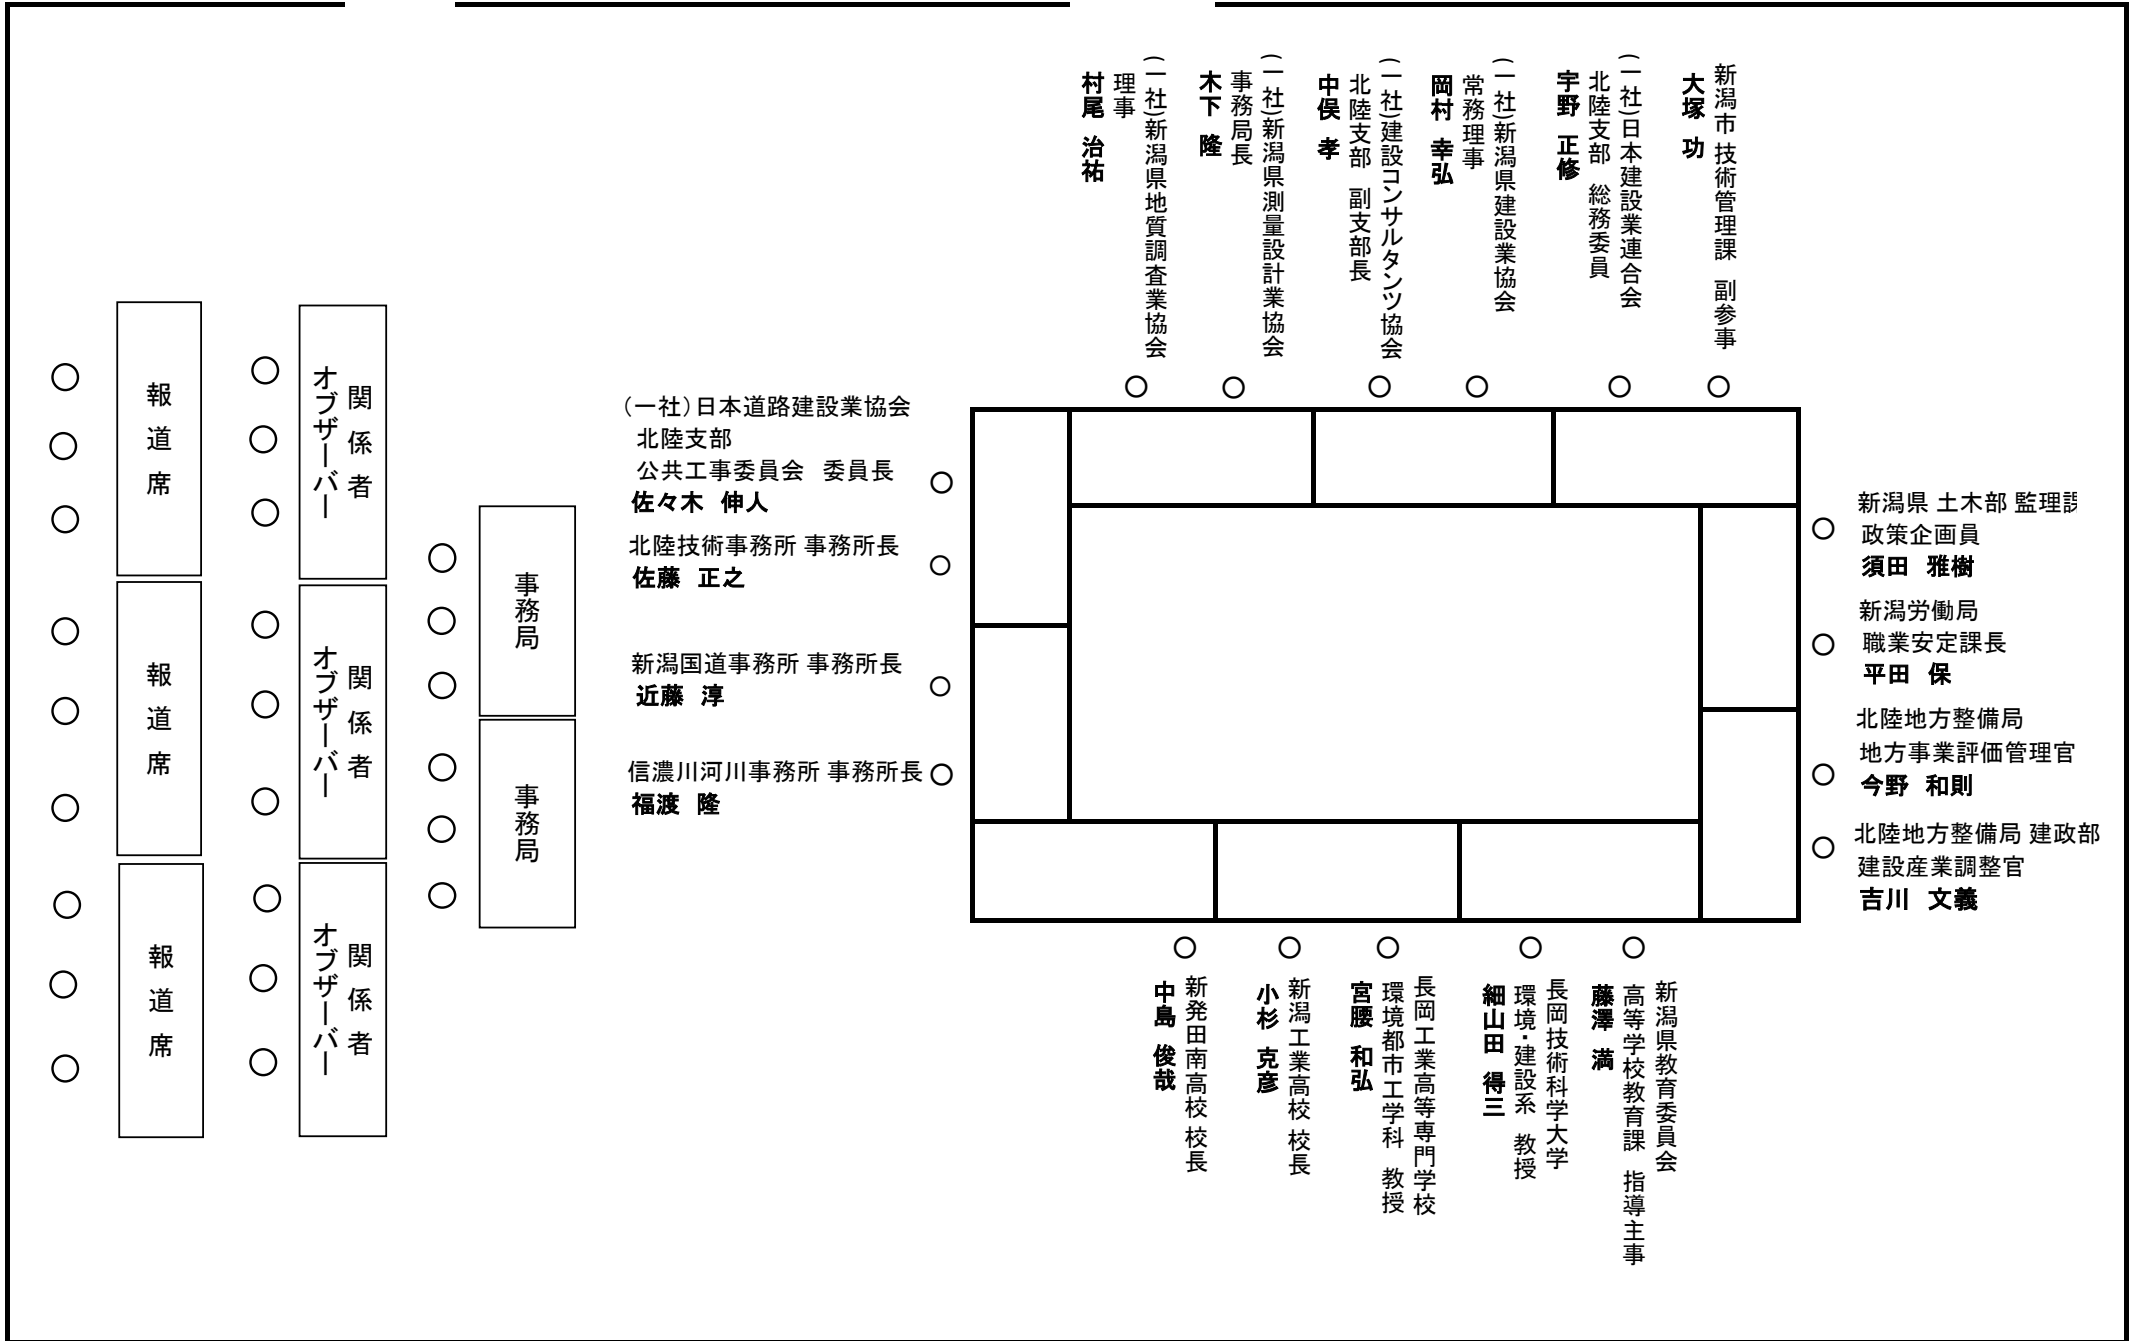 新潟市 技術管理課 副参事
大塚 功
(一社)日本建設業連合会
北陸支部 総務委員
宇野 正修
(一社)新潟県建設業協会
常務理事
岡村 幸弘
(一社)建設コンサルタンツ協会
北陸支部 副支部長
中俣 孝
(一社)新潟県測量設計業協会
事務局長
木下 隆
(一社)新潟県地質調査業協会
理事
村尾 治祐
(一社)日本道路建設業協会
北陸支部
公共工事委員会 委員長
佐々木 伸人
北陸技術事務所 事務所長
佐藤 正之
新潟国道事務所 事務所長
近藤 淳
信濃川河川事務所 事務所長
福渡 隆
新潟県 土木部 監理課
政策企画員
須田 雅樹
新潟労働局
職業安定課長
平田 保
北陸地方整備局
地方事業評価管理官
今野 和則
北陸地方整備局 建政部
建設産業調整官
吉川 文義
新潟県教育委員会
高等学校教育課 指導主事
藤澤 満
長岡技術科学大学
環境・建設系 教授
細山田 得三
長岡工業高等専門学校
環境都市工学科 教授
宮腰 和弘
新潟工業高校 校長
小杉 克彦
新発田南高校 校長
中島 俊哉
事務局
事務局
関係者
オブザーバー
関係者
オブザーバー
関係者
オブザーバー
報道席
報道席
報道席